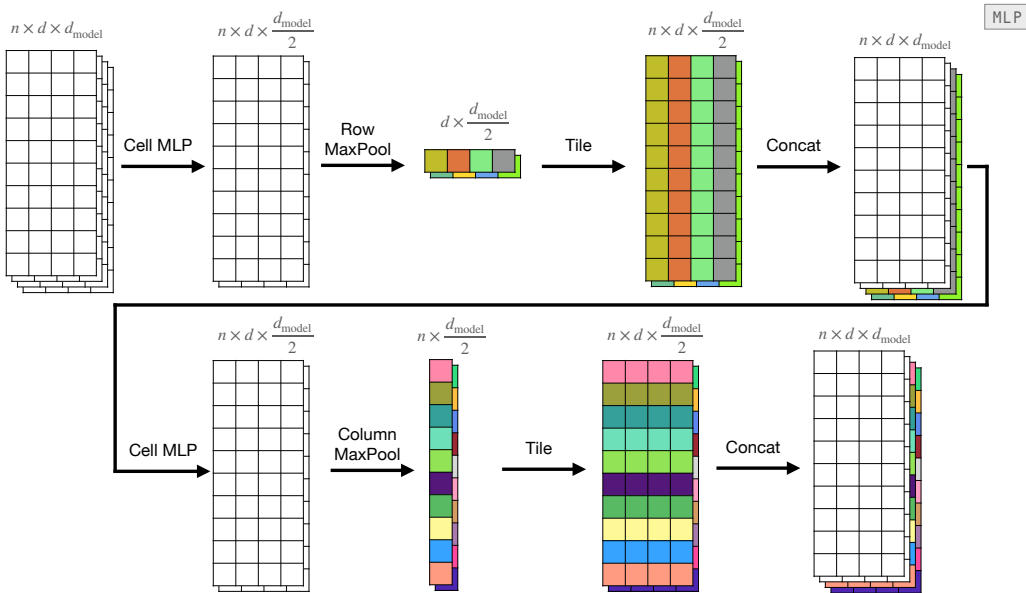 MLP
n × d × d_model
n × d × d_model/2
n × d × d_model/2
n × d × d_model
Cell MLP
Row
MaxPool
d × d_model/2
Tile
Concat
n × d × d_model/2
n × d_model/2
n × d × d_model/2
n × d × d_model
Cell MLP
Column
MaxPool
Tile
Concat